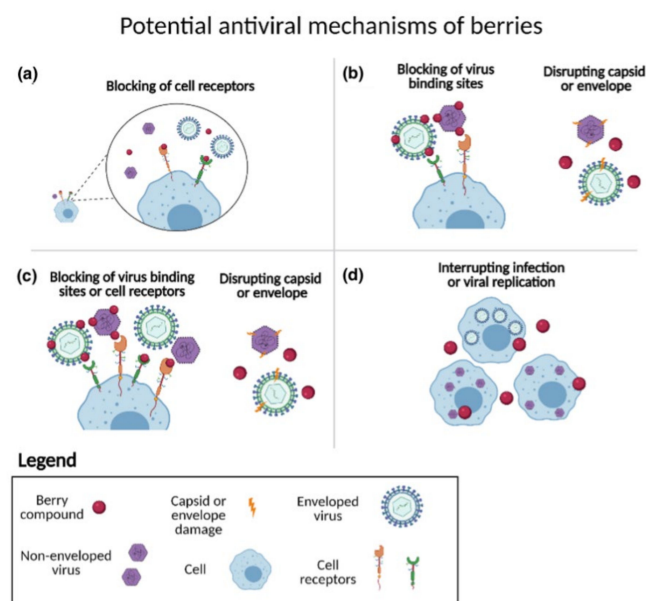 Potential antiviral mechanisms of berries
(a)
Blocking of cell receptors
(b)
Blocking of virus
binding sites
Disrupting capsid
or envelope
(c)
Blocking of virus binding
sites or cell receptors
Disrupting capsid
or envelope
(d)
Interrupting infection
or viral replication
Legend
Berry
compound
Capsid or
envelope
damage
Enveloped
virus
Non-enveloped
virus
Cell
Cell
receptors